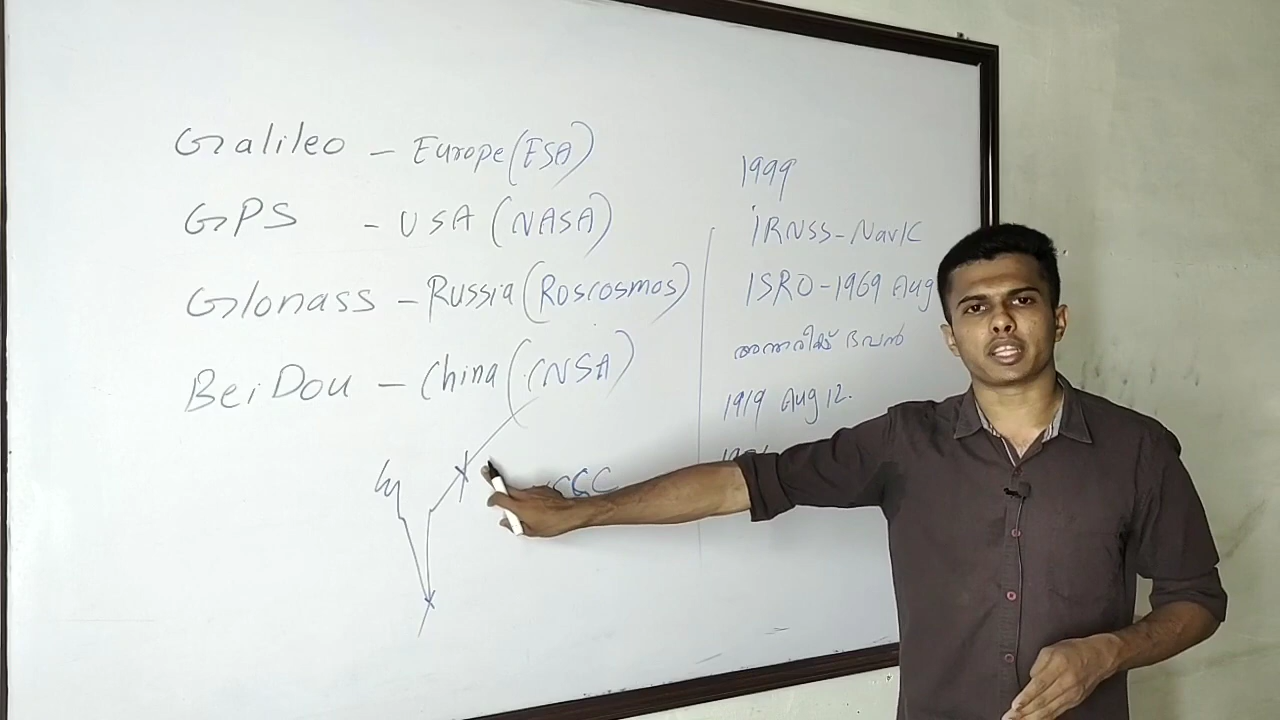 Galileo - Europe (ESA)
GPS - USA (NASA)
Glonass - Russia (Roscosmos)
BeiDou - China (CNSA)
1999
IRNSS - NavIC
ISRO - 1969 Aug
അന്തരീക്ഷ് ഭവൻ
1919 Aug 12.